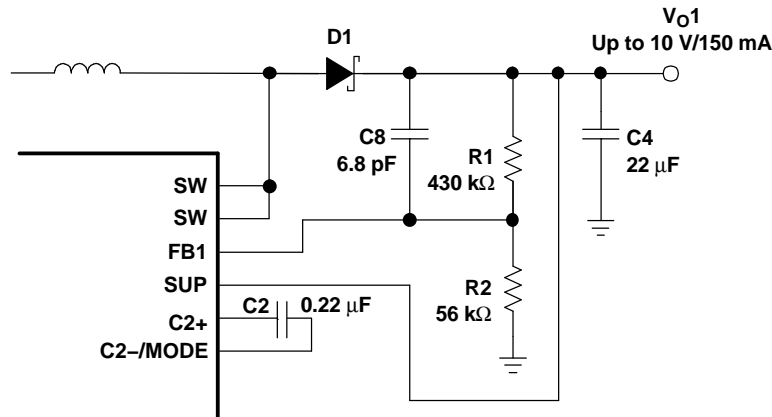 VO1
Up to 10 V/150 mA
D1
C8
6.8 pF
R1
430 kΩ
C4
22 μF
SW
SW
FB1
SUP
C2+
C2–/MODE
C2
0.22 μF
R2
56 kΩ